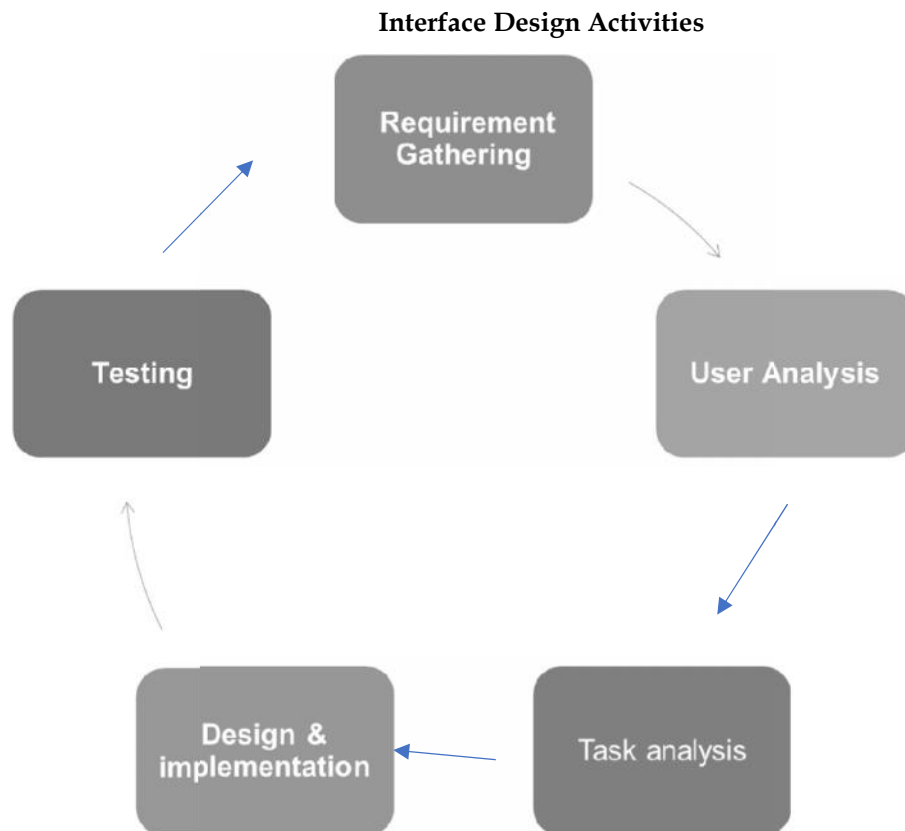 Interface Design Activities
Requirement
Gathering
User Analysis
Task analysis
Design &
implementation
Testing